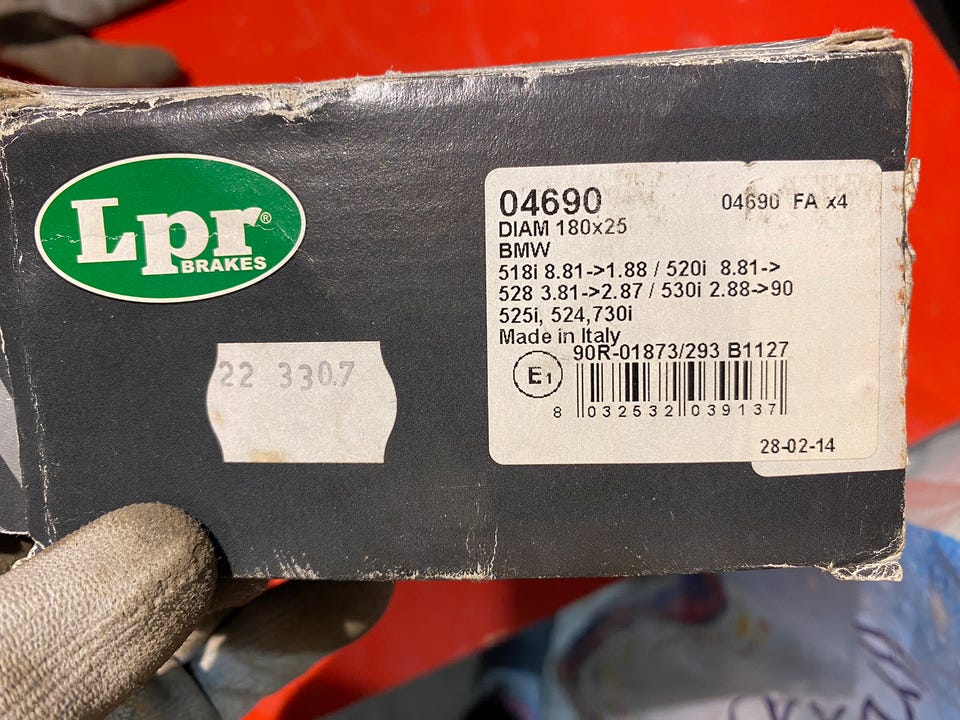 Lpr®
BRAKES
22 330.7
04690
04690 FA x4
DIAM 180x25
BMW
518i 8.81->1.88 / 520i 8.81->
528 3.81->2.87 / 530i 2.88->90
525i, 524,730i
Made in Italy
90R-01873/293 B1127
E1
8 032532 039137
28-02-14